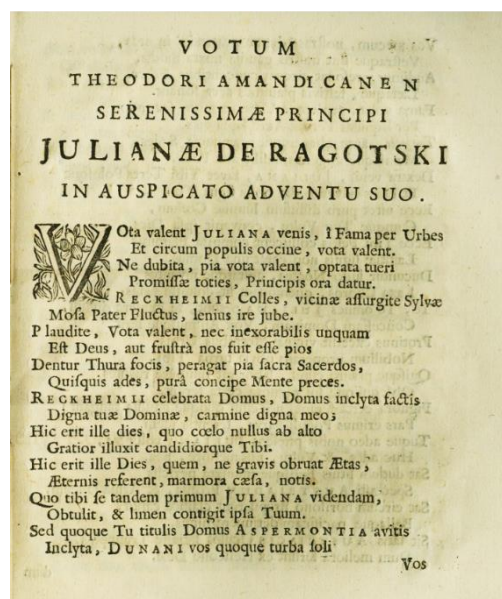 VOTUM
THEODORI AMANDI CANEN
SERENISSIMÆ PRINCIPI
JULIANÆ DE RAGOTSKI
IN AUSPICATO ADVENTU SUO.
VOta valent JULIANA venis, î Fama per Urbes
Et circum populis occine, vota valent.
Ne dubita, pia vota valent, optata tueri
Promissæ toties, Principis ora datur.
RECKHEIMII Colles, vicinæ assurgite Sylvæ
Mosa Pater Fluctus, lenius ire jube.
Plaudite, Vota valent, nec inexorabilis unquam
Est Deus, aut frustrà nos fuit esse pios
Dentur Thura focis, peragat pia sacra Sacerdos,
Quisquis ades, purâ concipe Mente preces.
RECKHEIMII celebrata Domus, Domus inclyta factis
Digna tuæ Dominæ, carmine digna meo;
Hic erit ille dies, quo cœlo nullus ab alto
Gratior illuxit candidiorque Tibi.
Hic erit ille Dies, quem, ne gravis obruat Ætas,
Æternis referent, marmora cæsa, notis.
Quo tibi se tandem primum JULIANA videndam,
Obtulit, & limen contigit ipsa Tuum.
Sed quoque Tu titulis Domus ASPERMONTIA avitis
Inclyta, DUNANI vos quoque turba soli
Vos